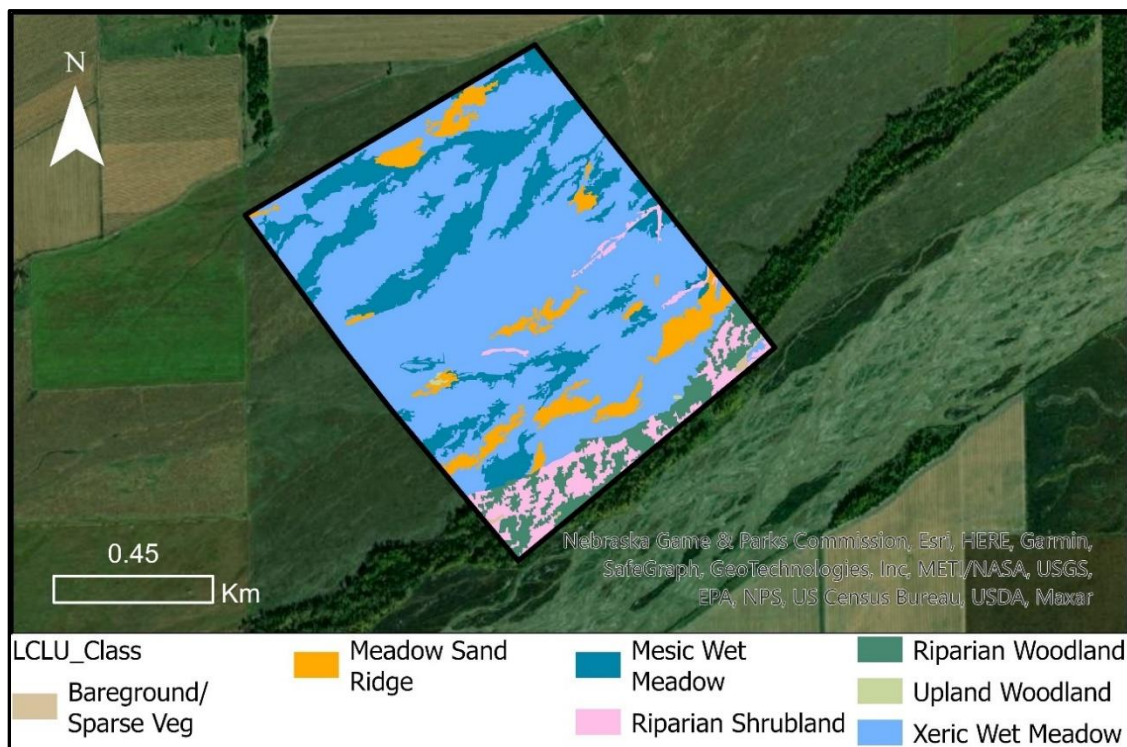 N
0.45
Km
Nebraska Game & Parks Commission, Esri, HERE, Garmin,
SafeGraph, GeoTechnologies, Inc, METI/NASA, USGS,
EPA, NPS, US Census Bureau, USDA, Maxar
LCLU_Class
Bareground/
Sparse Veg
Meadow Sand
Ridge
Mesic Wet
Meadow
Riparian Shrubland
Riparian Woodland
Upland Woodland
Xeric Wet Meadow